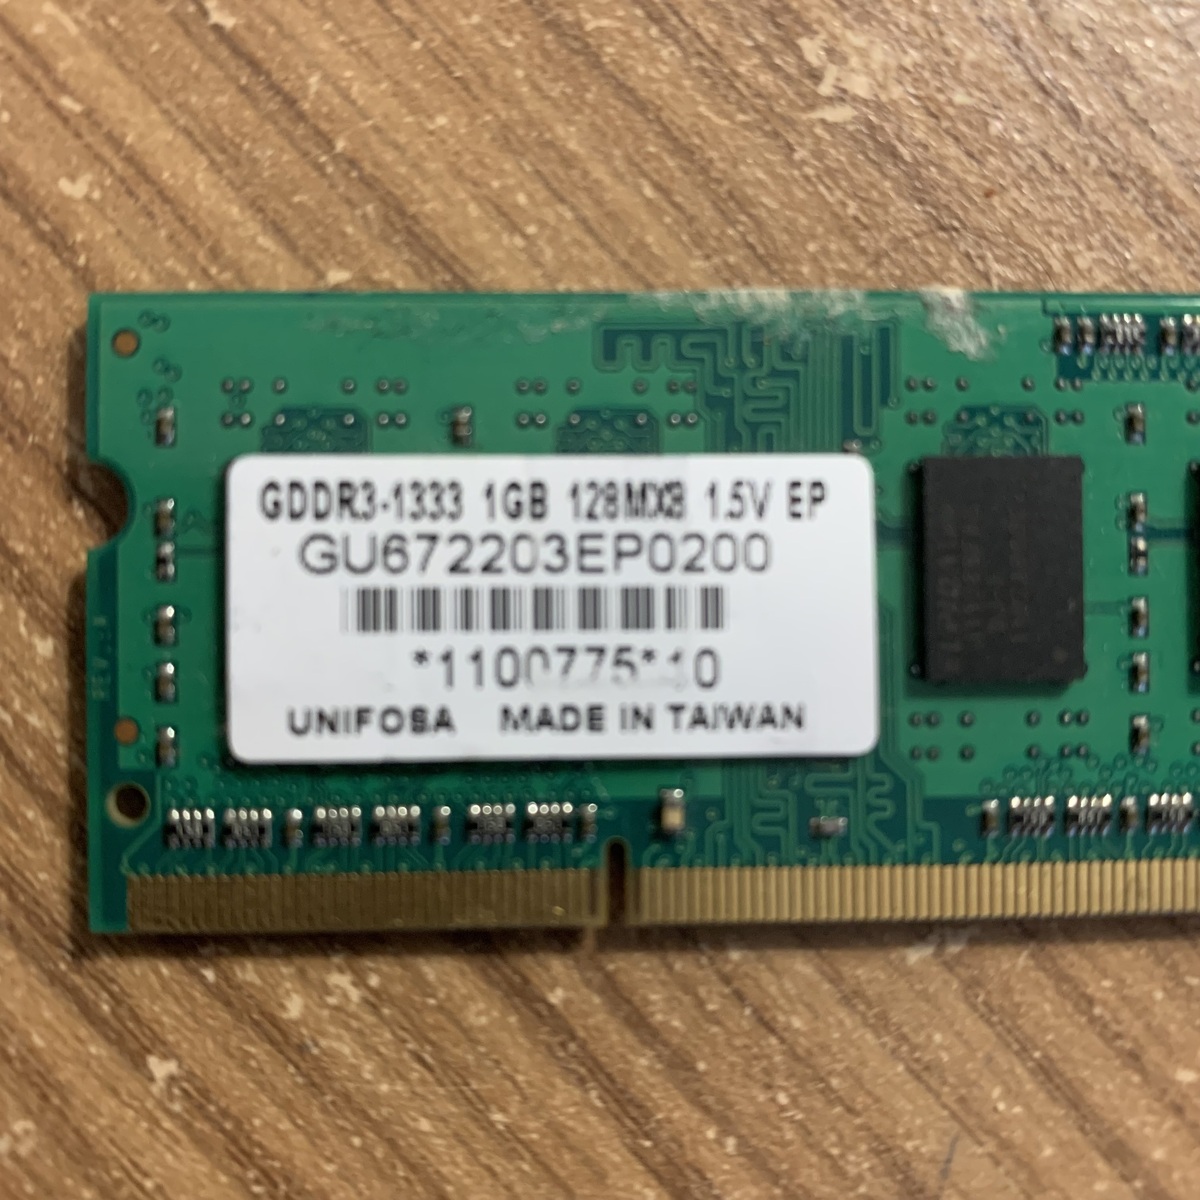 GDDR3-1333 1GB 128MX8 1.5V EP
GU672203EP0200
UNIFOSA MADE IN TAIWAN